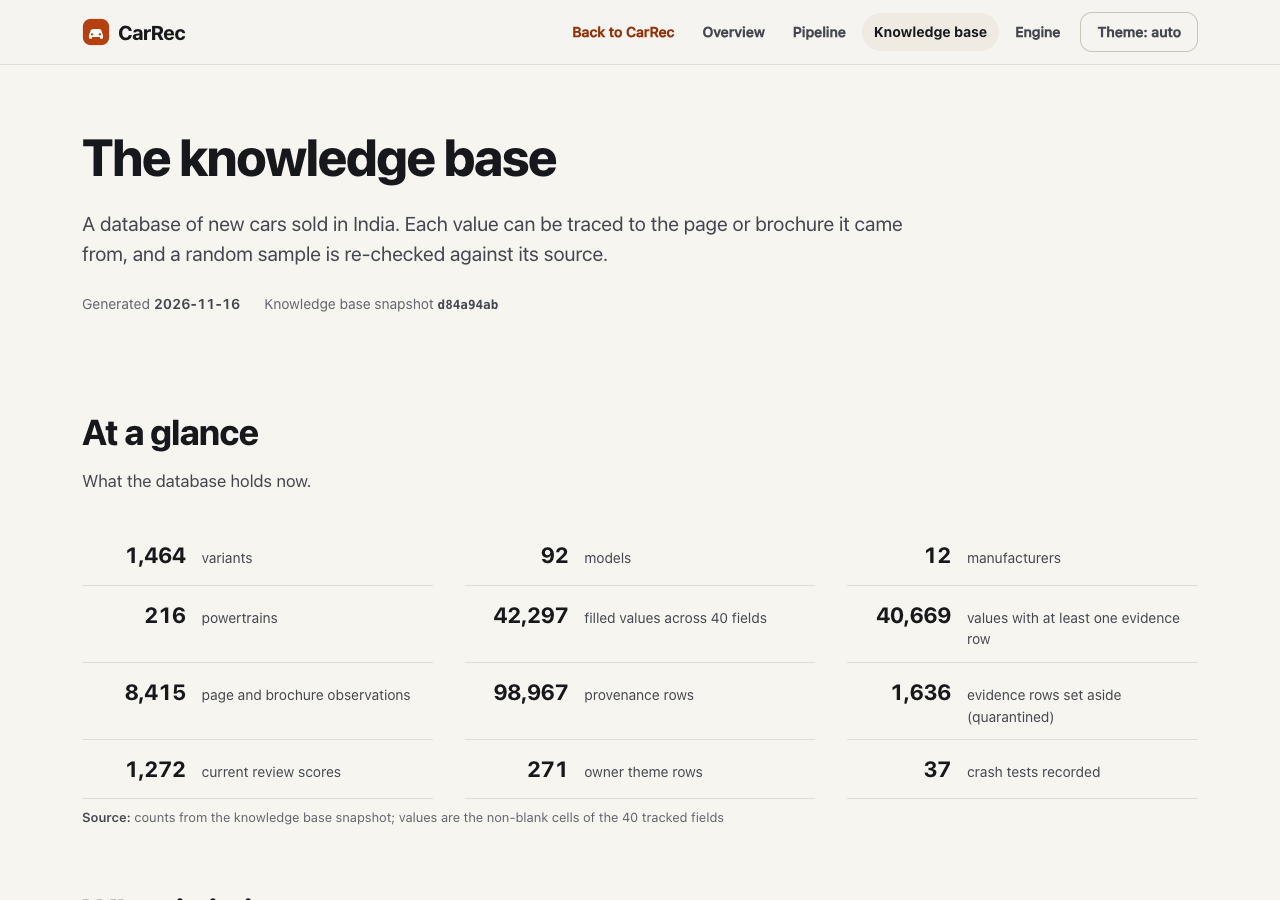 CarRec
Back to CarRec
Overview
Pipeline
Knowledge base
Engine
Theme: auto
The knowledge base
A database of new cars sold in India. Each value can be traced to the page or brochure it came
from, and a random sample is re-checked against its source.
Generated 2026-11-16 Knowledge base snapshot d84a94ab
At a glance
What the database holds now.
1,464 variants
92 models
12 manufacturers
216 powertrains
42,297 filled values across 40 fields
40,669 values with at least one evidence
row
8,415 page and brochure observations
98,967 provenance rows
1,636 evidence rows set aside
(quarantined)
1,272 current review scores
271 owner theme rows
37 crash tests recorded
Source: counts from the knowledge base snapshot; values are the non-blank cells of the 40 tracked fields